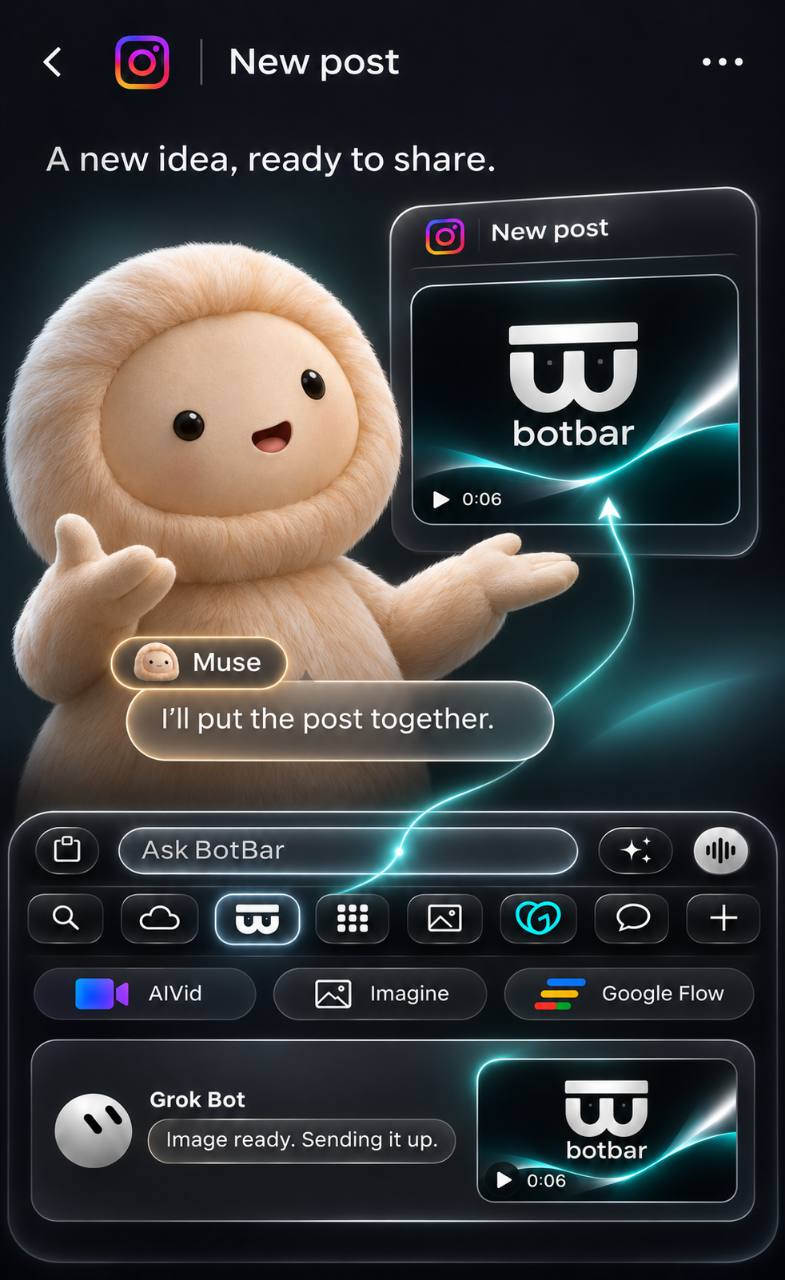 New post
A new idea, ready to share.
New post
botbar
0:06
Muse
I’ll put the post together.
Ask BotBar
AIVid
Imagine
Google Flow
Grok Bot
Image ready. Sending it up.
botbar
0:06